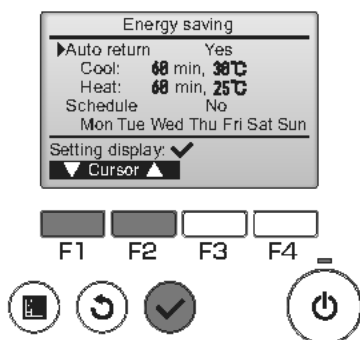 Energy saving
Auto return Yes
Cool: 60 min, 30℃
Heat: 60 min, 25℃
Schedule No
Mon Tue Wed Thu Fri Sat Sun
Setting display: ✔
▼ Cursor ▲
F1 F2 F3 F4